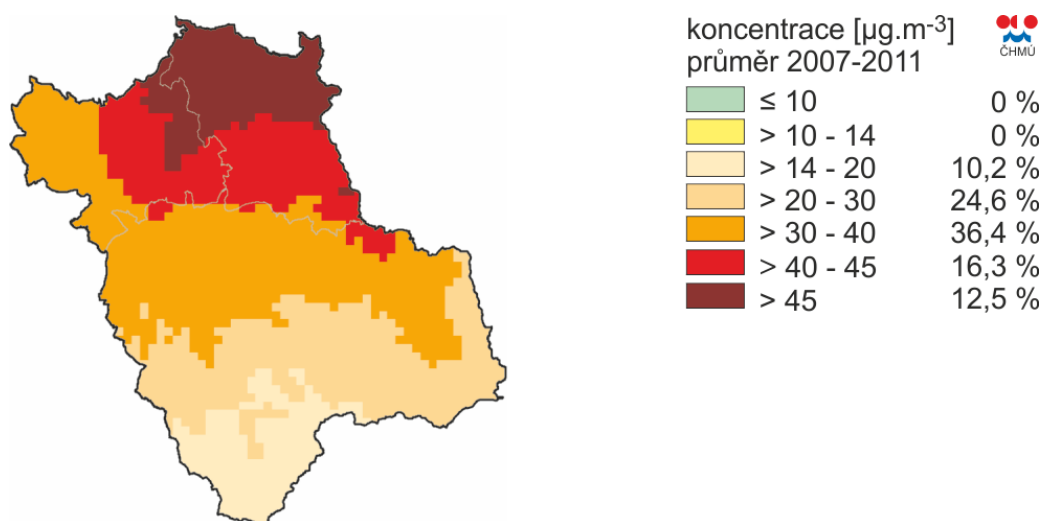 koncentrace [µg.m-3]
průměr 2007-2011
ČHMÚ
≤ 10 0 %
> 10 - 14 0 %
> 14 - 20 10,2 %
> 20 - 30 24,6 %
> 30 - 40 36,4 %
> 40 - 45 16,3 %
> 45 12,5 %